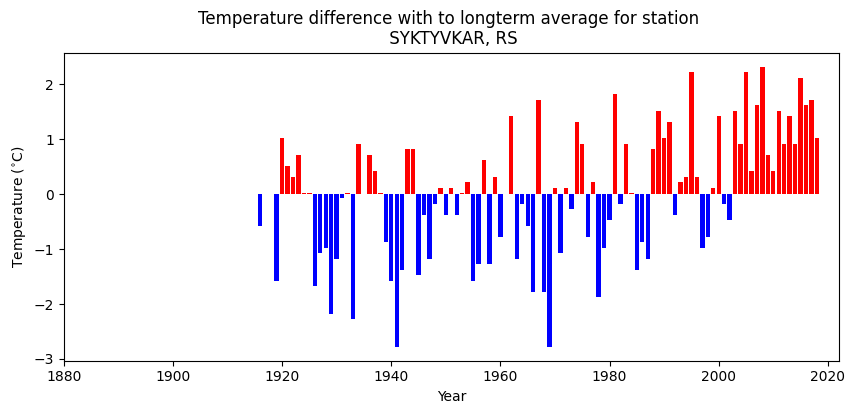 Temperature difference with to longterm average for station
SYKTYVKAR, RS
Temperature (°C)
2
1
0
−1
−2
−3
1880 1900 1920 1940 1960 1980 2000 2020
Year